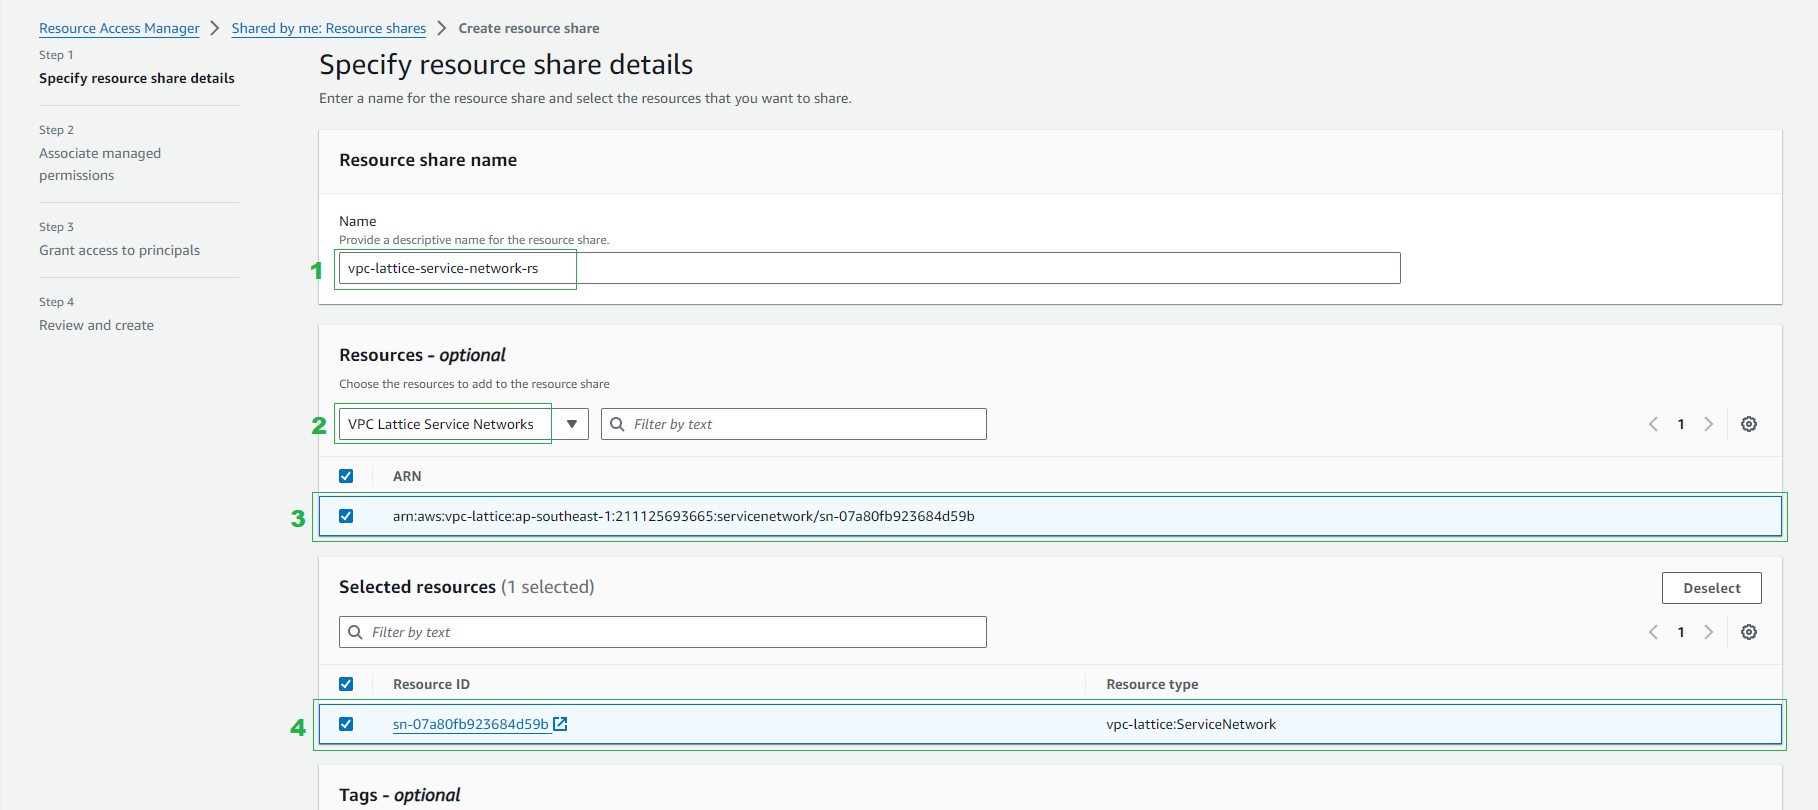 Resource Access Manager > Shared by me: Resource shares > Create resource share
Step 1
Specify resource share details
Step 2
Associate managed
permissions
Step 3
Grant access to principals
Step 4
Review and create
Specify resource share details
Enter a name for the resource share and select the resources that you want to share.
Resource share name
Name
Provide a descriptive name for the resource share.
1 vpc-lattice-service-network-rs
Resources - optional
Choose the resources to add to the resource share
2 VPC Lattice Service Networks Filter by text 1
ARN
3 arn:aws:vpc-lattice:ap-southeast-1:211125693665:servicenetwork/sn-07a80fb923684d59b
Selected resources (1 selected) Deselect
Filter by text 1
Resource ID Resource type
4 sn-07a80fb923684d59b vpc-lattice:ServiceNetwork
Tags - optional